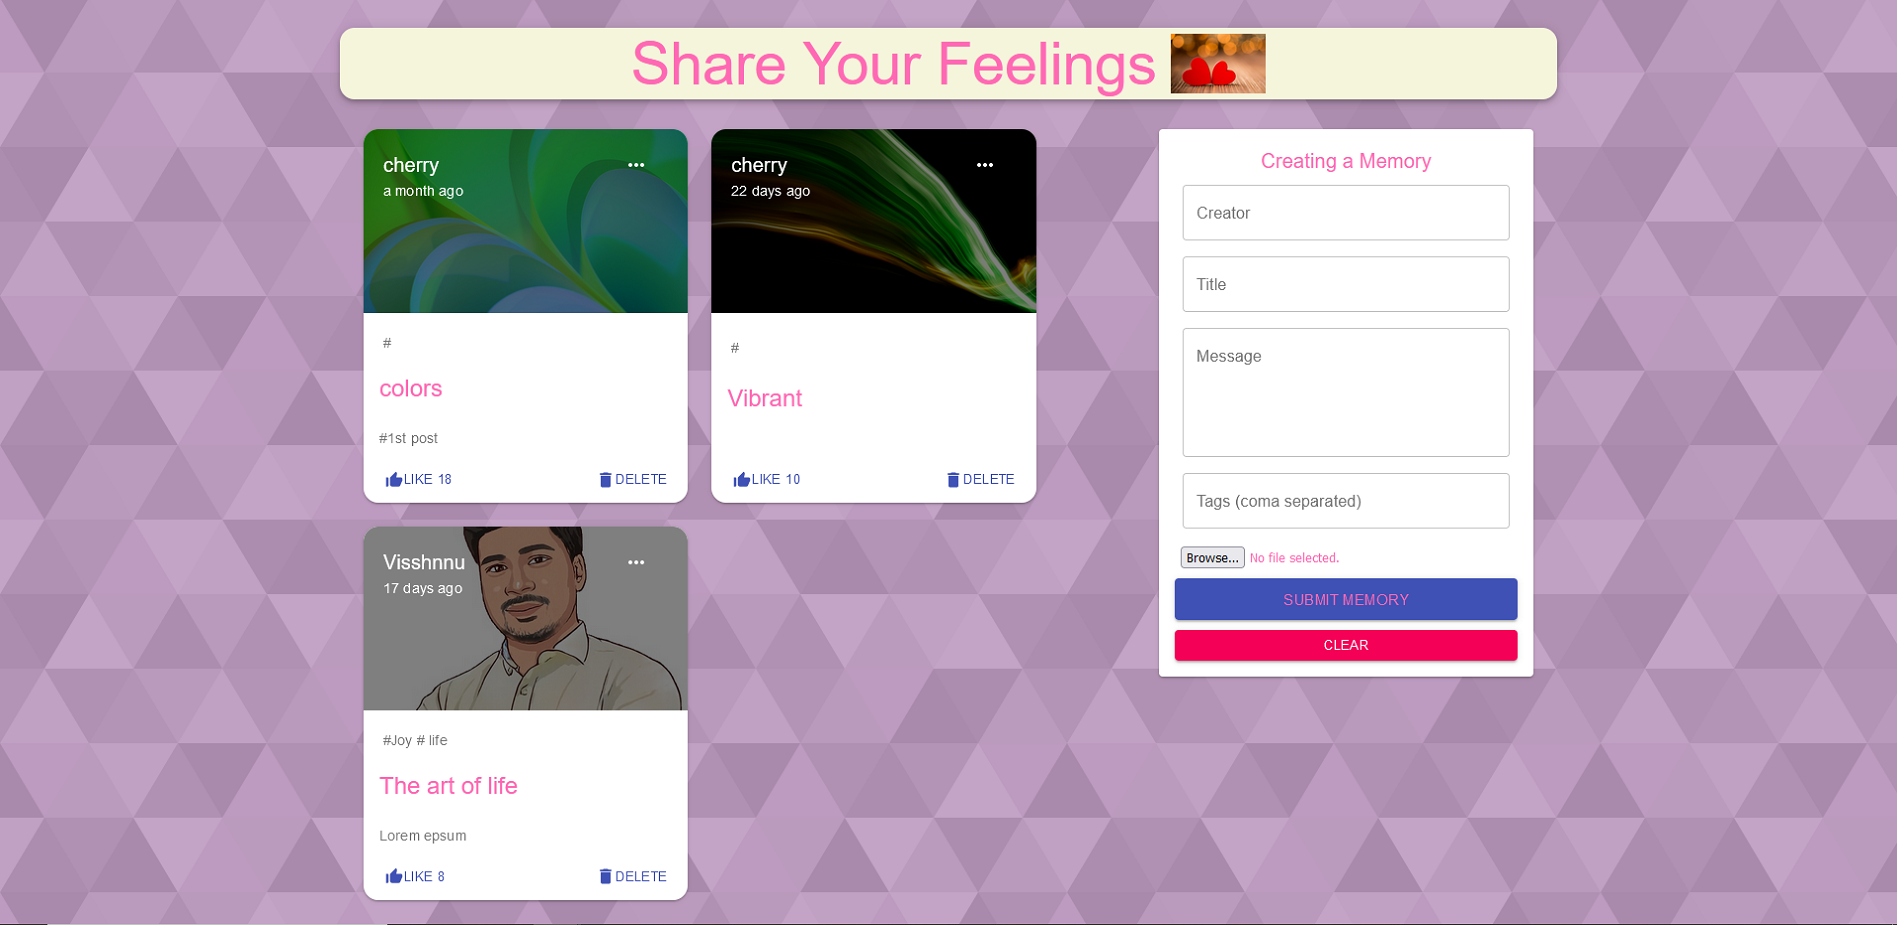 Share Your Feelings
cherry
a month ago
#
colors
#1st post
LIKE 18
DELETE
cherry
22 days ago
#
Vibrant
LIKE 10
DELETE
Visshnnu
17 days ago
#Joy # life
The art of life
Lorem epsum
LIKE 8
DELETE
Creating a Memory
Creator
Title
Message
Tags (coma separated)
Browse... No file selected.
SUBMIT MEMORY
CLEAR